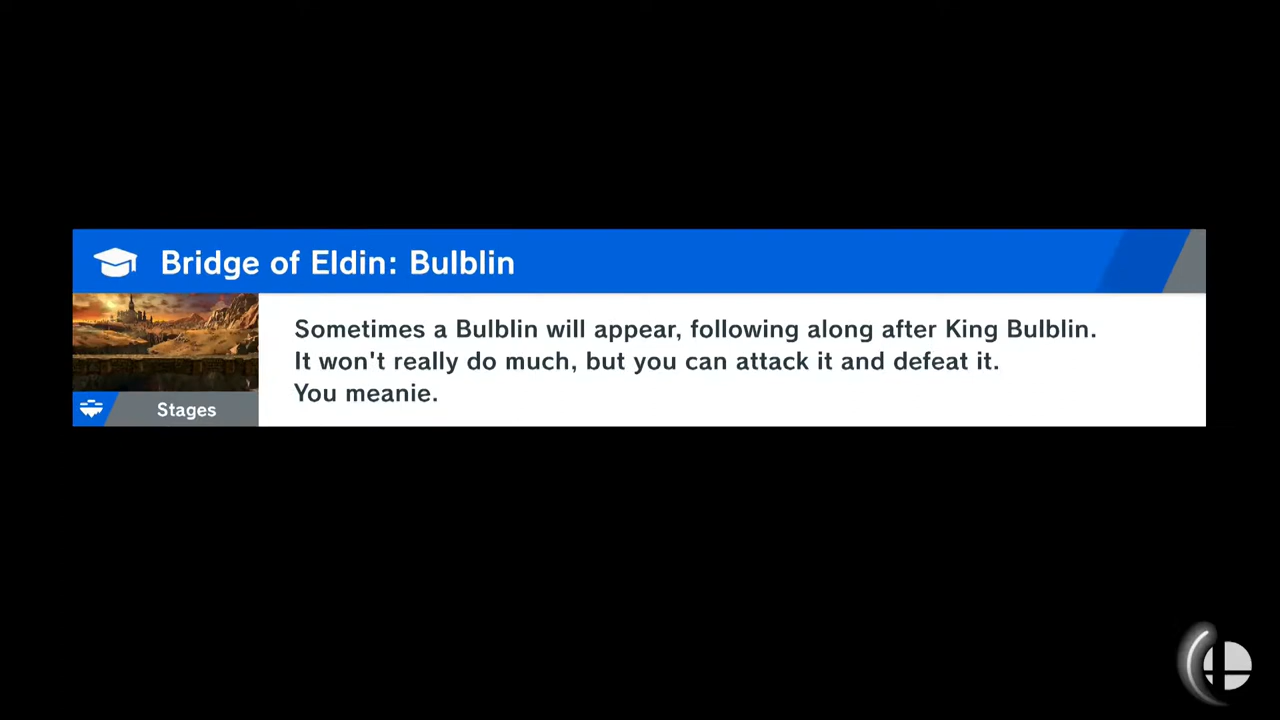 Bridge of Eldin: Bulblin
Sometimes a Bulblin will appear, following along after King Bulblin.
It won't really do much, but you can attack it and defeat it.
You meanie.
Stages